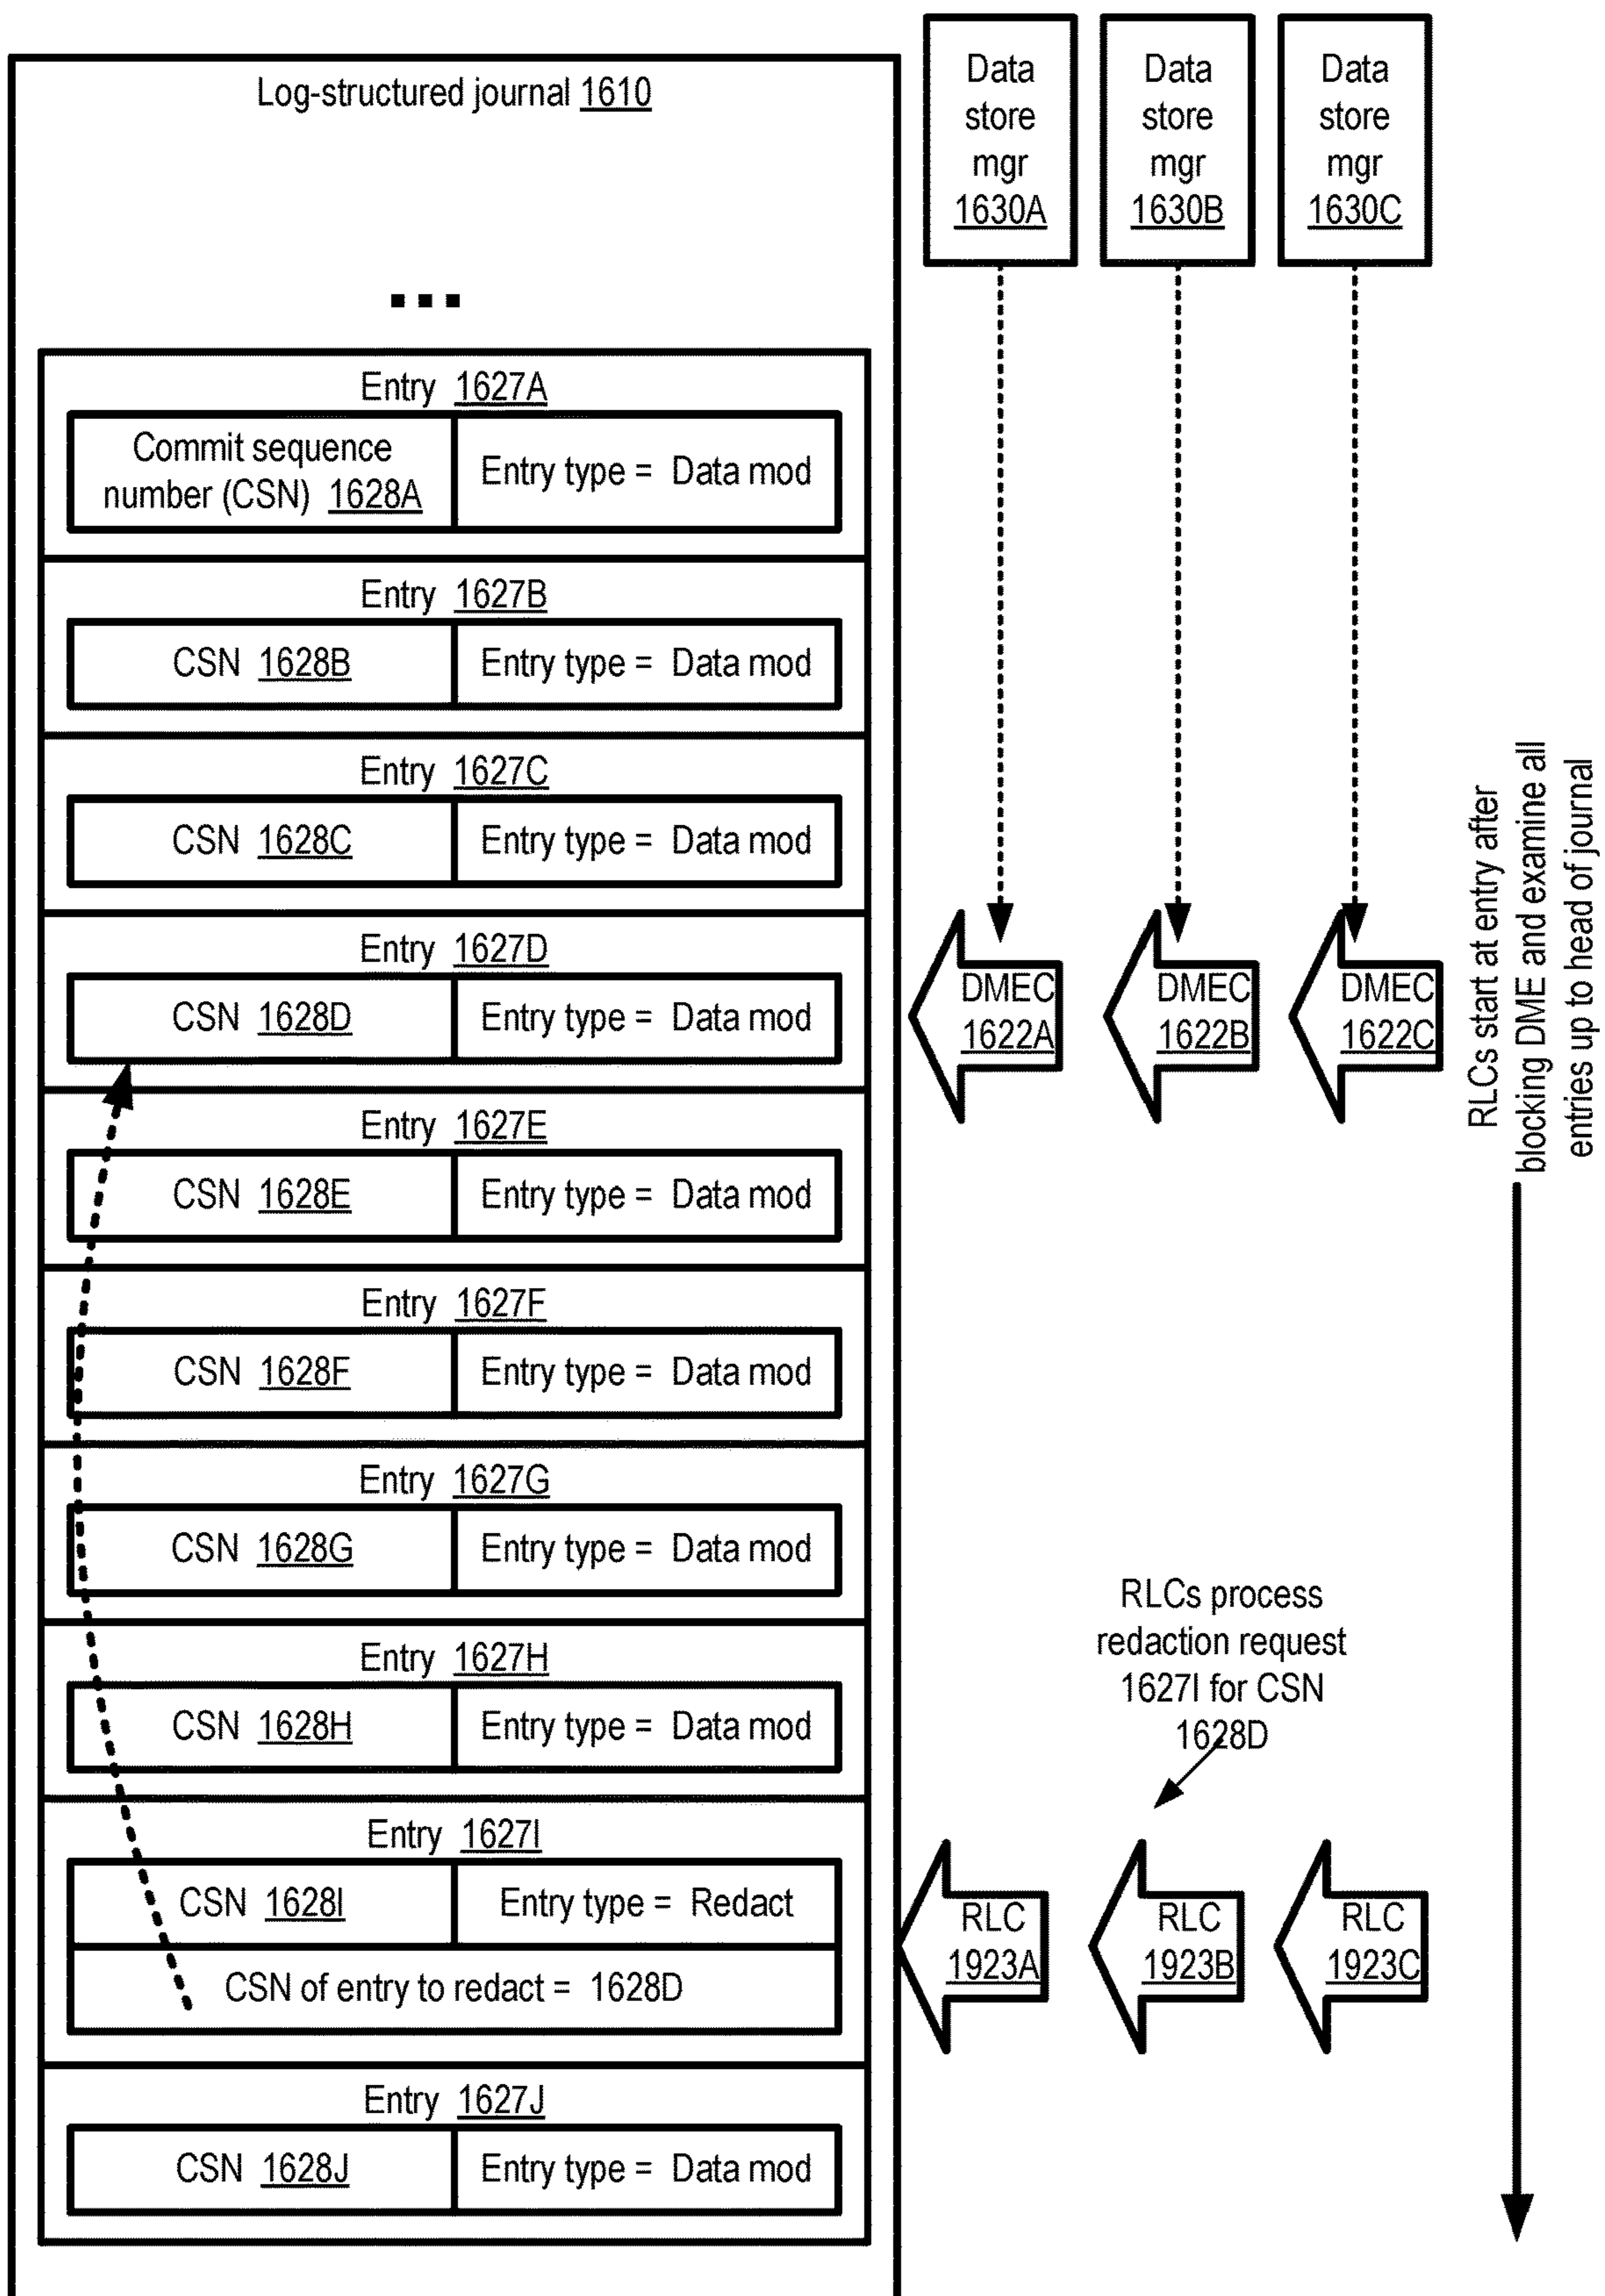 Log-structured journal 1610
...
Entry 1627A
Commit sequence
number (CSN) 1628A
Entry type = Data mod
Entry 1627B
CSN 1628B
Entry type = Data mod
Entry 1627C
CSN 1628C
Entry type = Data mod
Entry 1627D
CSN 1628D
Entry type = Data mod
Entry 1627E
CSN 1628E
Entry type = Data mod
Entry 1627F
CSN 1628F
Entry type = Data mod
Entry 1627G
CSN 1628G
Entry type = Data mod
Entry 1627H
CSN 1628H
Entry type = Data mod
Entry 1627I
CSN 1628I
Entry type = Redact
CSN of entry to redact = 1628D
Entry 1627J
CSN 1628J
Entry type = Data mod
Data
store
mgr
1630A
Data
store
mgr
1630B
Data
store
mgr
1630C
DMEC
1622A
DMEC
1622B
DMEC
1622C
RLCs start at entry after
blocking DME and examine all
entries up to head of journal
RLCs process
redaction request
1627I for CSN
1628D
RLC
1923A
RLC
1923B
RLC
1923C